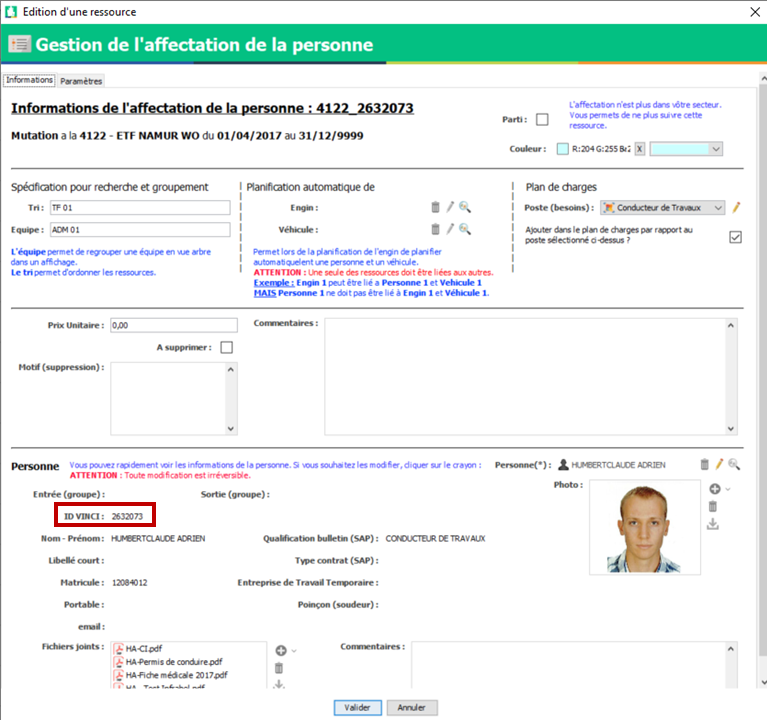 Edition d'une ressource
Gestion de l'affectation de la personne
Informations Paramètres
Informations de l'affectation de la personne : 4122_2632073
Mutation a la 4122 - ETF NAMUR WO du 01/04/2017 au 31/12/9999
Parti :
L'affectation n'est plus dans vôtre secteur.
Vous permets de ne plus suivre cette
ressource.
Couleur : R:204 G:255 B:2 X
Spécification pour recherche et groupement
Tri : TF 01
Equipe : ADM 01
L'équipe permet de regrouper une équipe en vue arbre
dans un affichage.
Le tri permet d'ordonner les ressources.
Planification automatique de
Engin :
Véhicule :
Permet lors de la planification de l'engin de planifier
automatiquelent une personne et un véhicule.
ATTENTION : Une seule des ressources doit être liées aux autres.
Exemple : Engin 1 peut être lié a Personne 1 et Vehicule 1
MAIS Personne 1 ne doit pas être lié à Engin 1 et Véhicule 1.
Plan de charges
Poste (besoins) : Conducteur de Travaux
Ajouter dans le plan de charges par rapport au
poste sélectionné ci-dessus ?
Prix Unitaire : 0,00
A supprimer :
Motif (suppression) :
Commentaires :
Personne Vous pouvez rapidement voir les informations de la personne. Si vous souhaitez les modifier, cliquer sur le crayon :
ATTENTION : Toute modification est irréversible.
Personne(*) : HUMBERTCLAUDE ADRIEN
Entrée (groupe) : Sortie (groupe) :
Photo :
ID VINCI : 2632073
Nom - Prénom : HUMBERTCLAUDE ADRIEN Qualification bulletin (SAP) : CONDUCTEUR DE TRAVAUX
Libellé court : Type contrat (SAP) :
Matricule : 12084012 Entreprise de Travail Temporaire :
Portable : Poinçon (soudeur) :
email :
Fichiers joints : HA-CI.pdf
HA-Permis de conduire.pdf
HA-Fiche médicale 2017.pdf
HA - Test Infrabel.pdf
Commentaires :
Valider Annuler